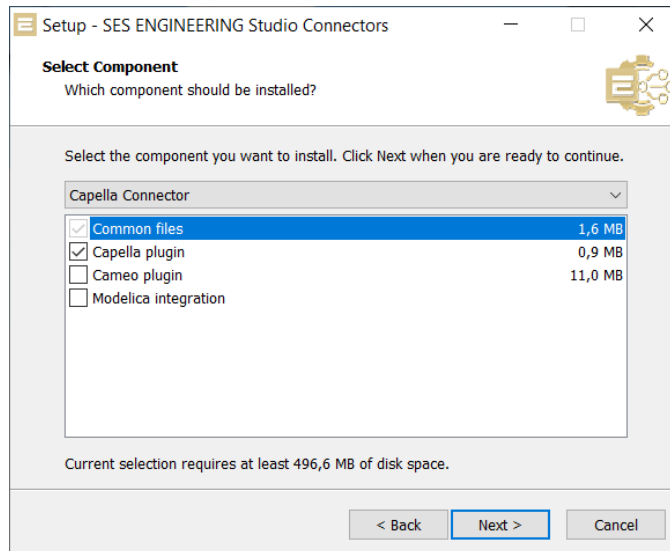 Setup - SES ENGINEERING Studio Connectors
Select Component
Which component should be installed?
Select the component you want to install. Click Next when you are ready to continue.
Capella Connector
Common files 1,6 MB
Capella plugin 0,9 MB
Cameo plugin 11,0 MB
Modelica integration
Current selection requires at least 496,6 MB of disk space.
< Back Next > Cancel